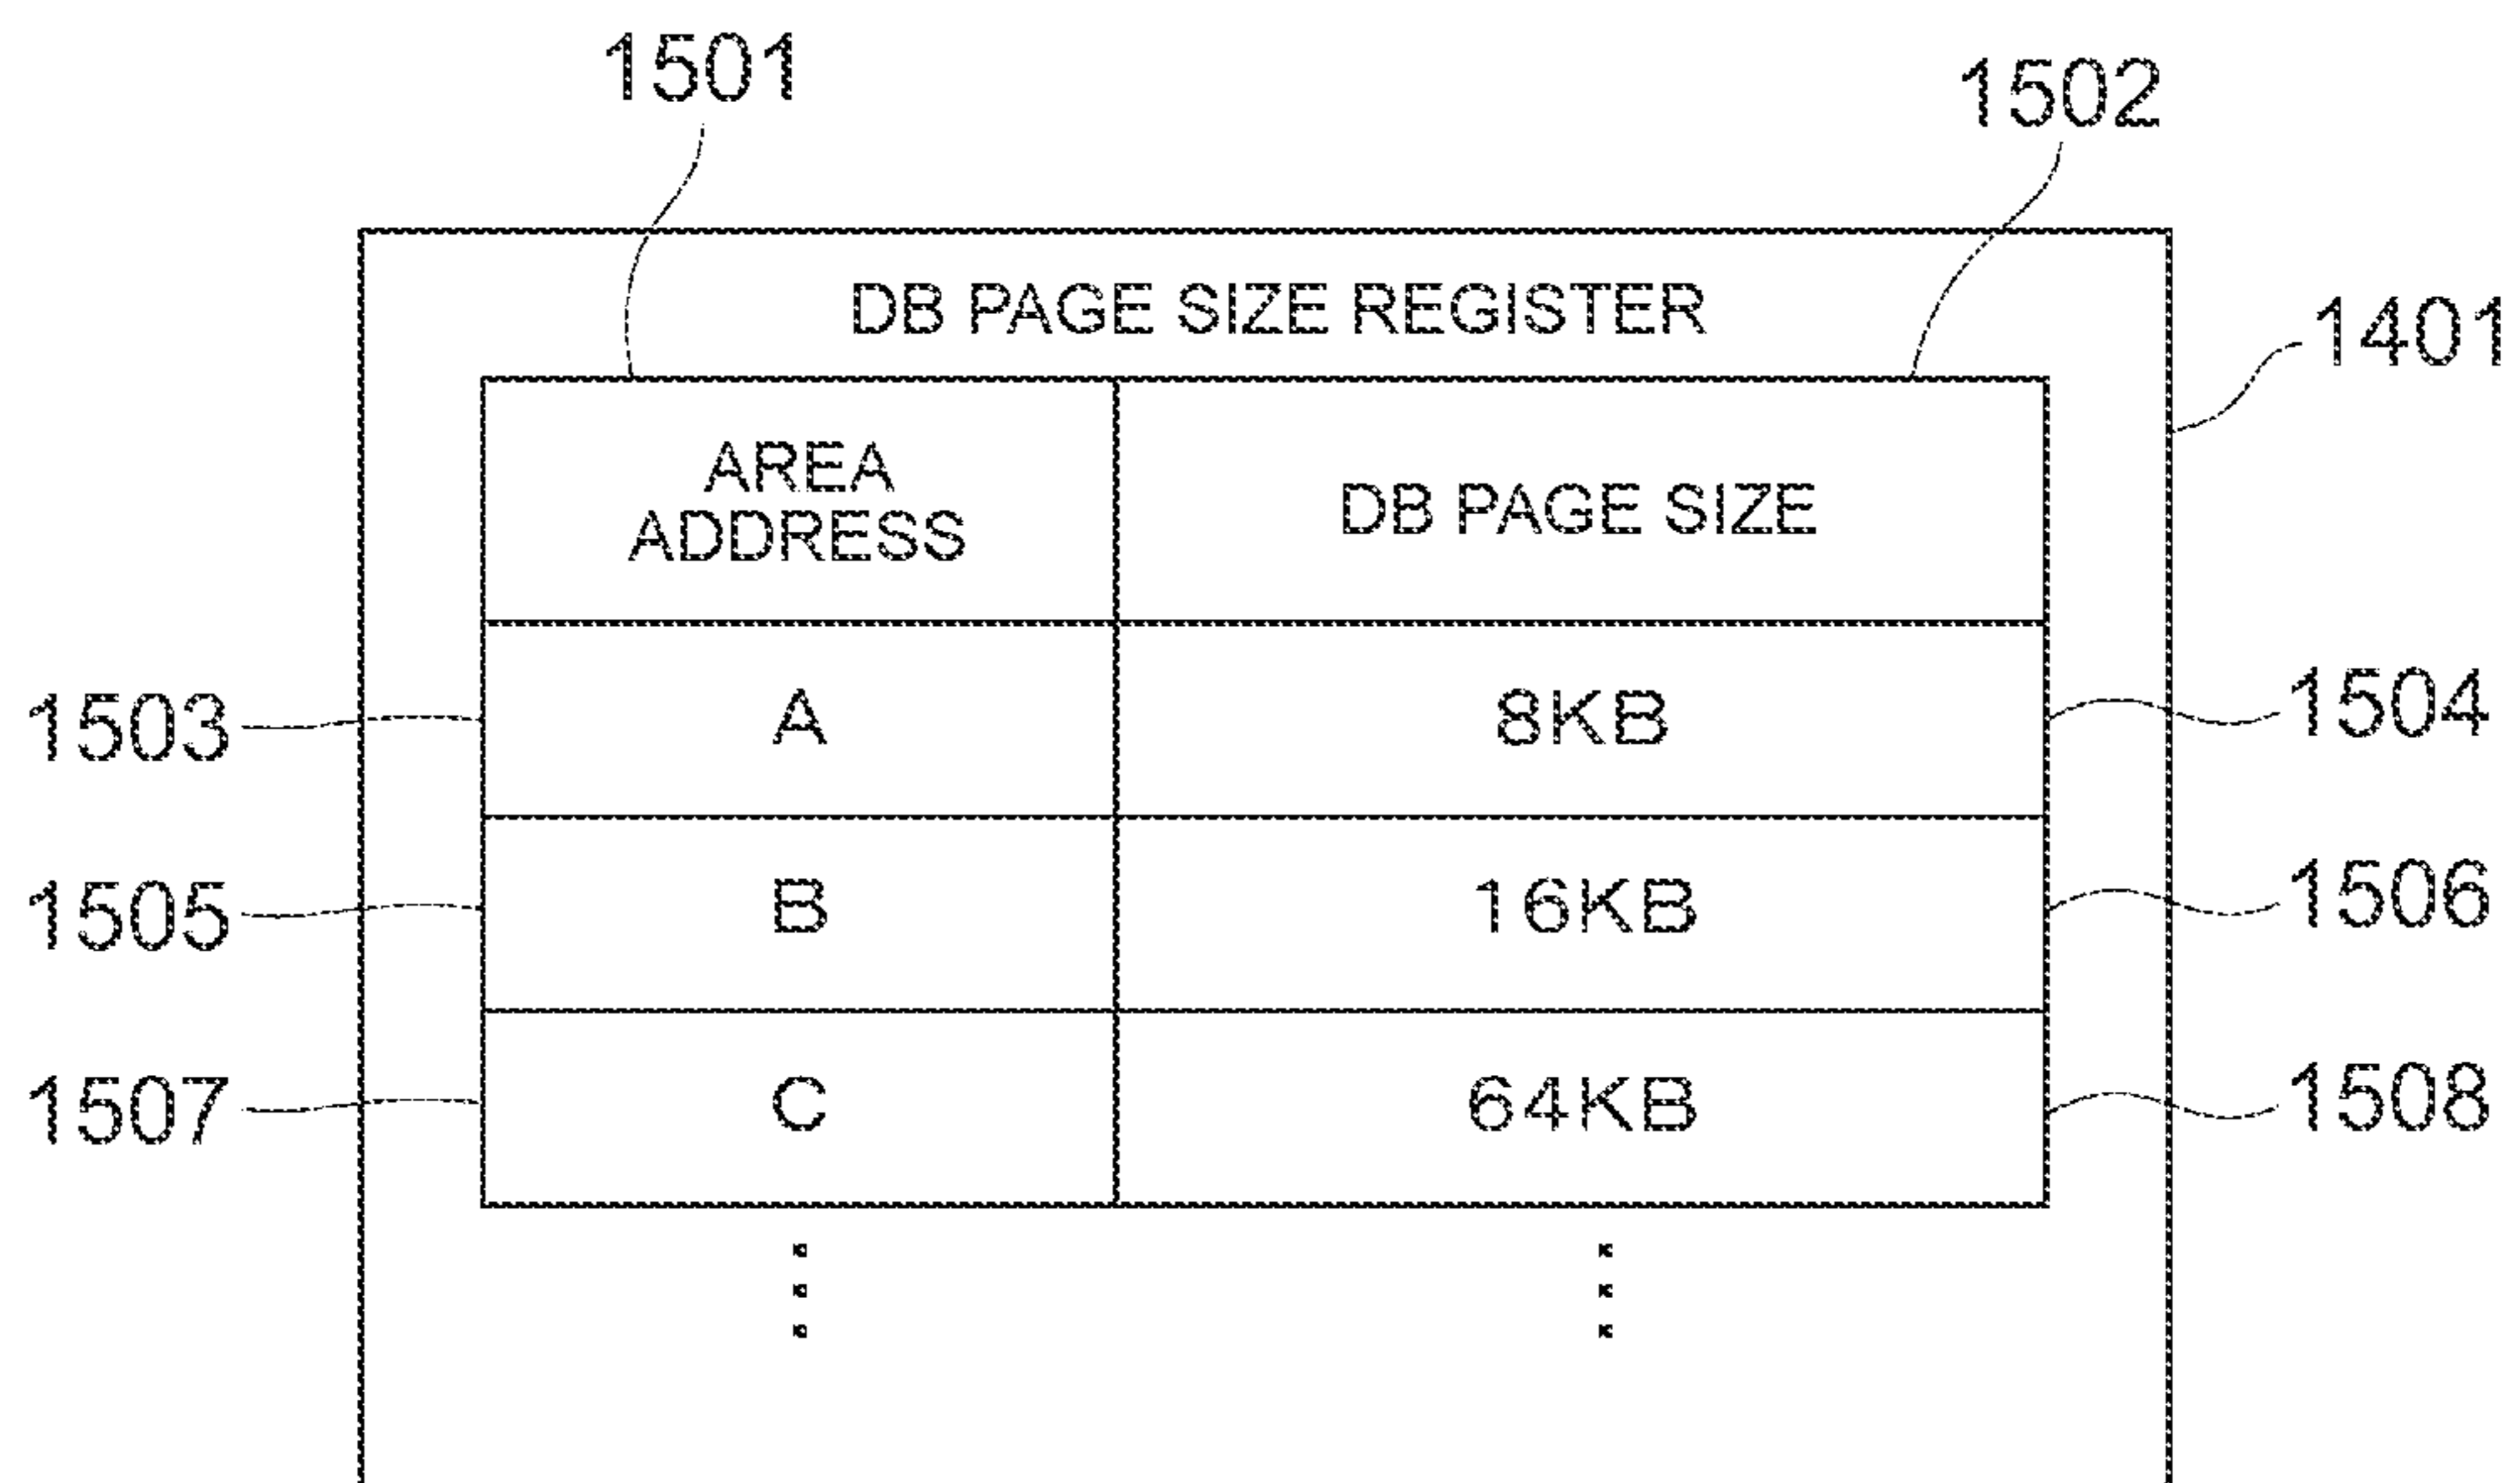 1501
1502
DB PAGE SIZE REGISTER
1401
AREA
ADDRESS
DB PAGE SIZE
1503 A 8KB 1504
1505 B 16KB 1506
1507 C 64KB 1508